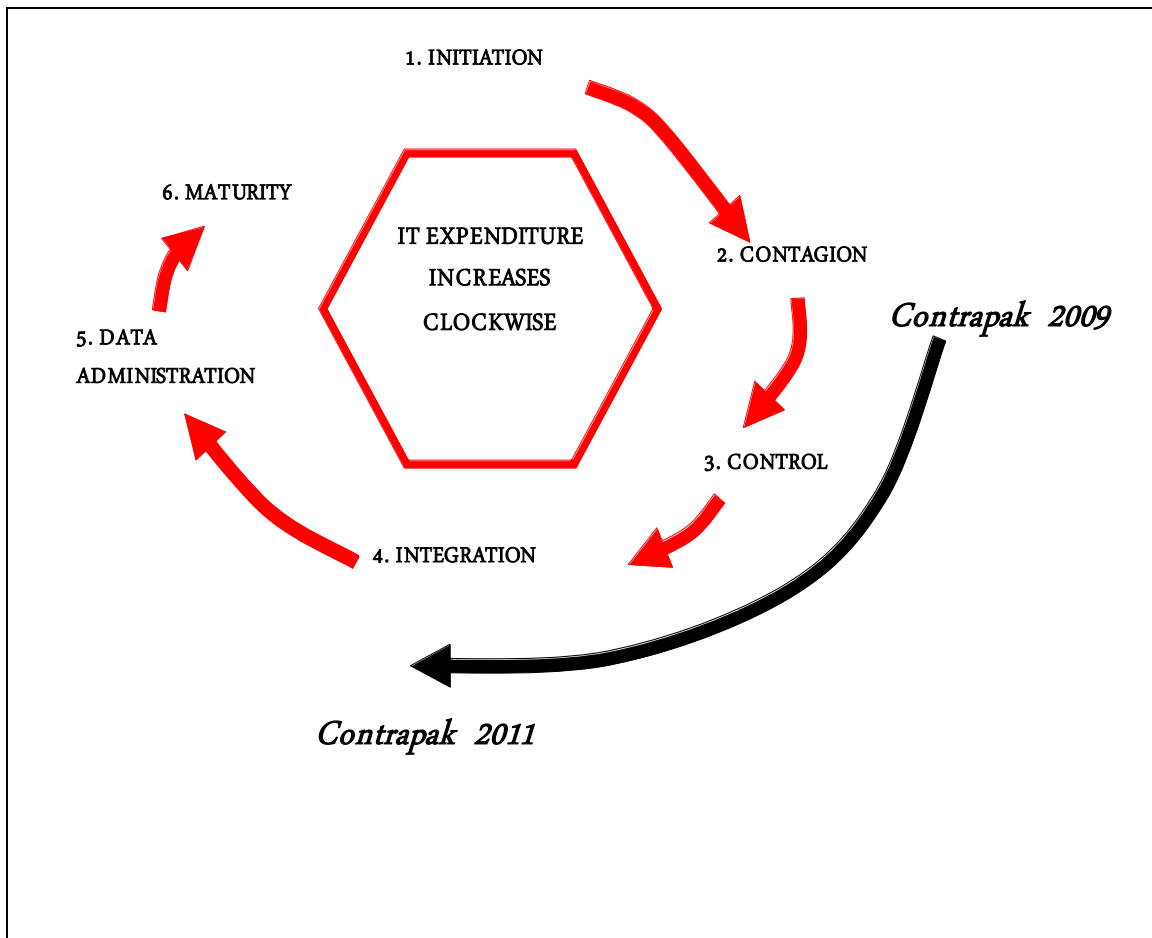 1. INITIATION
6. MATURITY
IT EXPENDITURE
INCREASES
CLOCKWISE
2. CONTAGION
Contrapak 2009
5. DATA
ADMINISTRATION
3. CONTROL
4. INTEGRATION
Contrapak 2011